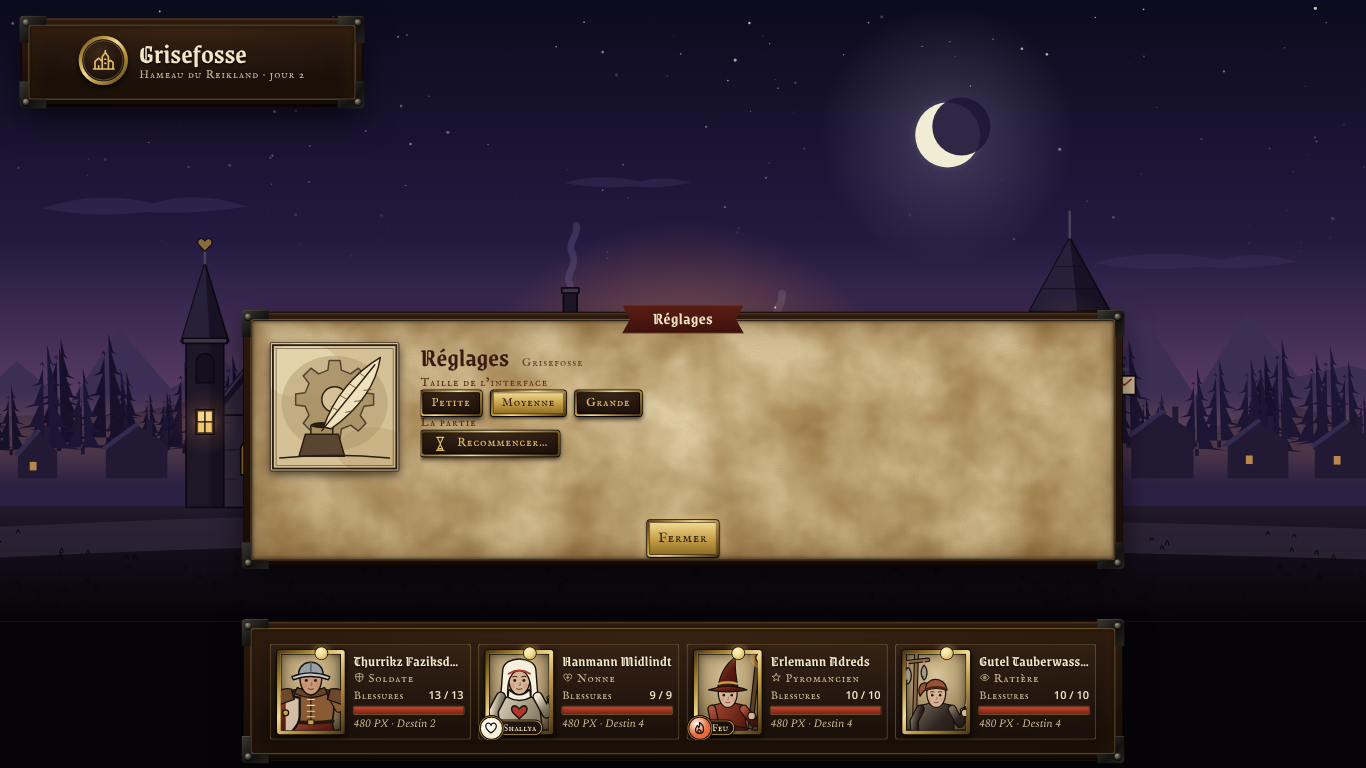 Grisefosse
Hameau du Reikland · jour 2
Réglages
Réglages Grisefosse
Taille de l'interface
Petite Moyenne Grande
La partie
Recommencer...
Fermer
Thurrikz Faziksd...
Soldate
Blessures 13 / 13
480 PX · Destin 2
Hanmann Midlindt
Nonne
Blessures 9 / 9
480 PX · Destin 4
Shallya
Erlemann Adreds
Pyromancien
Blessures 10 / 10
480 PX · Destin 4
Feu
Gutel Tauberwass...
Ratière
Blessures 10 / 10
480 PX · Destin 4